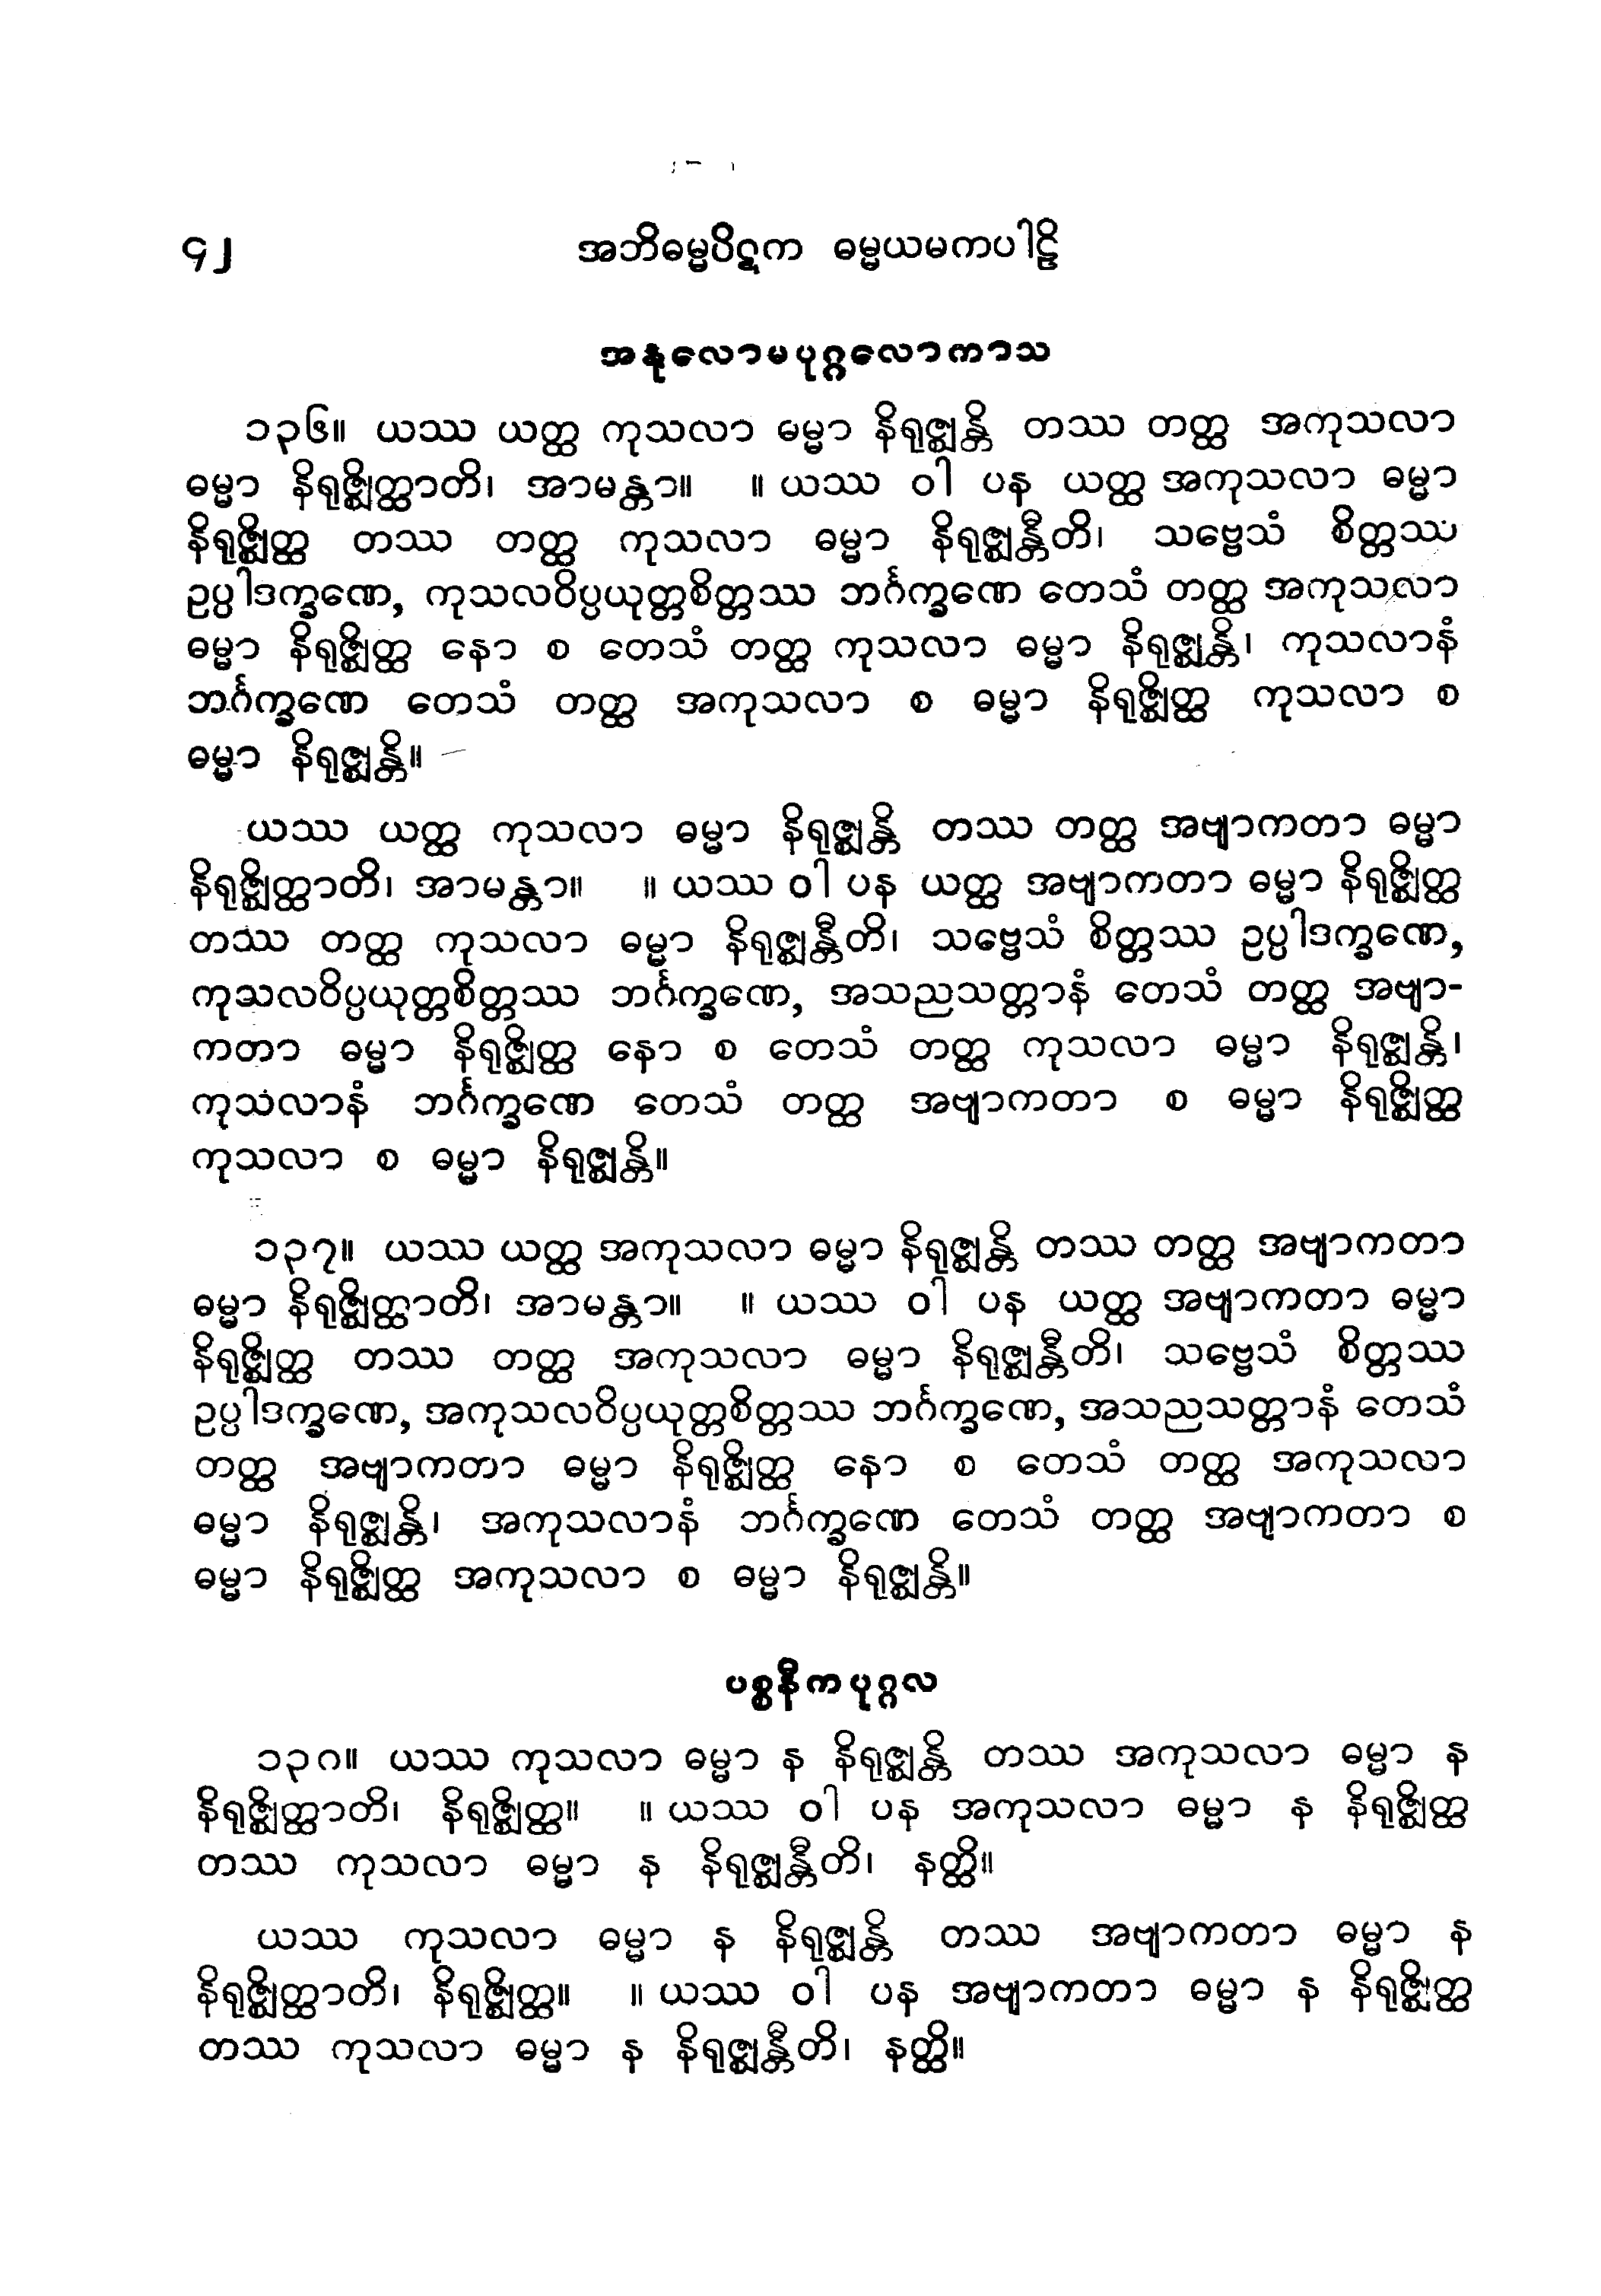 ၄၂ အဘိဓမ္မပိဋက ဓမ္မယမကပါဠိ
အနုလောမပုဂ္ဂလောကာသ
၁၃၆။ ယဿ ယတ္ထ ကုသလာ ဓမ္မာ နိရုဇ္ဈန္တိ တဿ တတ္ထ အကုသလာ
ဓမ္မာ နိရုဇ္ဈိတ္ထာတိ၊ အာမန္တာ။ ။ ယဿ ဝါ ပန ယတ္ထ အကုသလာ ဓမ္မာ
နိရုဇ္ဈိတ္ထ တဿ တတ္ထ ကုသလာ ဓမ္မာ နိရုဇ္ဈန္တီတိ၊ သဗ္ဗေသံ စိတ္တဿ
ဥပ္ပါဒက္ခဏေ, ကုသလဝိပ္ပယုတ္တစိတ္တဿ ဘင်္ဂက္ခဏေ တေသံ တတ္ထ အကုသလာ
ဓမ္မာ နိရုဇ္ဈိတ္ထ နော စ တေသံ တတ္ထ ကုသလာ ဓမ္မာ နိရုဇ္ဈန္တိ၊ ကုသလာနံ
ဘင်္ဂက္ခဏေ တေသံ တတ္ထ အကုသလာ စ ဓမ္မာ နိရုဇ္ဈိတ္ထ ကုသလာ စ
ဓမ္မာ နိရုဇ္ဈန္တိ။
ယဿ ယတ္ထ ကုသလာ ဓမ္မာ နိရုဇ္ဈန္တိ တဿ တတ္ထ အဗျာကတာ ဓမ္မာ
နိရုဇ္ဈိတ္ထာတိ၊ အာမန္တာ။ ။ ယဿ ဝါ ပန ယတ္ထ အဗျာကတာ ဓမ္မာ နိရုဇ္ဈိတ္ထ
တဿ တတ္ထ ကုသလာ ဓမ္မာ နိရုဇ္ဈန္တီတိ၊ သဗ္ဗေသံ စိတ္တဿ ဥပ္ပါဒက္ခဏေ,
ကုသလဝိပ္ပယုတ္တစိတ္တဿ ဘင်္ဂက္ခဏေ, အသညသတ္တာနံ တေသံ တတ္ထ အဗျာ-
ကတာ ဓမ္မာ နိရုဇ္ဈိတ္ထ နော စ တေသံ တတ္ထ ကုသလာ ဓမ္မာ နိရုဇ္ဈန္တိ၊
ကုသလာနံ ဘင်္ဂက္ခဏေ တေသံ တတ္ထ အဗျာကတာ စ ဓမ္မာ နိရုဇ္ဈိတ္ထ
ကုသလာ စ ဓမ္မာ နိရုဇ္ဈန္တိ။
၁၃၇။ ယဿ ယတ္ထ အကုသလာ ဓမ္မာ နိရုဇ္ဈန္တိ တဿ တတ္ထ အဗျာကတာ
ဓမ္မာ နိရုဇ္ဈိတ္ထာတိ၊ အာမန္တာ။ ။ ယဿ ဝါ ပန ယတ္ထ အဗျာကတာ ဓမ္မာ
နိရုဇ္ဈိတ္ထ တဿ တတ္ထ အကုသလာ ဓမ္မာ နိရုဇ္ဈန္တီတိ၊ သဗ္ဗေသံ စိတ္တဿ
ဥပ္ပါဒက္ခဏေ, အကုသလဝိပ္ပယုတ္တစိတ္တဿ ဘင်္ဂက္ခဏေ, အသညသတ္တာနံ တေသံ
တတ္ထ အဗျာကတာ ဓမ္မာ နိရုဇ္ဈိတ္ထ နော စ တေသံ တတ္ထ အကုသလာ
ဓမ္မာ နိရုဇ္ဈန္တိ၊ အကုသလာနံ ဘင်္ဂက္ခဏေ တေသံ တတ္ထ အဗျာကတာ စ
ဓမ္မာ နိရုဇ္ဈိတ္ထ အကုသလာ စ ဓမ္မာ နိရုဇ္ဈန္တိ။
ပစ္စနီကပုဂ္ဂလ
၁၃၈။ ယဿ ကုသလာ ဓမ္မာ န နိရုဇ္ဈန္တိ တဿ အကုသလာ ဓမ္မာ န
နိရုဇ္ဈိတ္ထာတိ၊ နိရုဇ္ဈိတ္ထ။ ။ ယဿ ဝါ ပန အကုသလာ ဓမ္မာ န နိရုဇ္ဈိတ္ထ
တဿ ကုသလာ ဓမ္မာ န နိရုဇ္ဈန္တီတိ၊ နတ္ထိ။
ယဿ ကုသလာ ဓမ္မာ န နိရုဇ္ဈန္တိ တဿ အဗျာကတာ ဓမ္မာ န
နိရုဇ္ဈိတ္ထာတိ၊ နိရုဇ္ဈိတ္ထ။ ။ ယဿ ဝါ ပန အဗျာကတာ ဓမ္မာ န နိရုဇ္ဈိတ္ထ
တဿ ကုသလာ ဓမ္မာ န နိရုဇ္ဈန္တီတိ၊ နတ္ထိ။